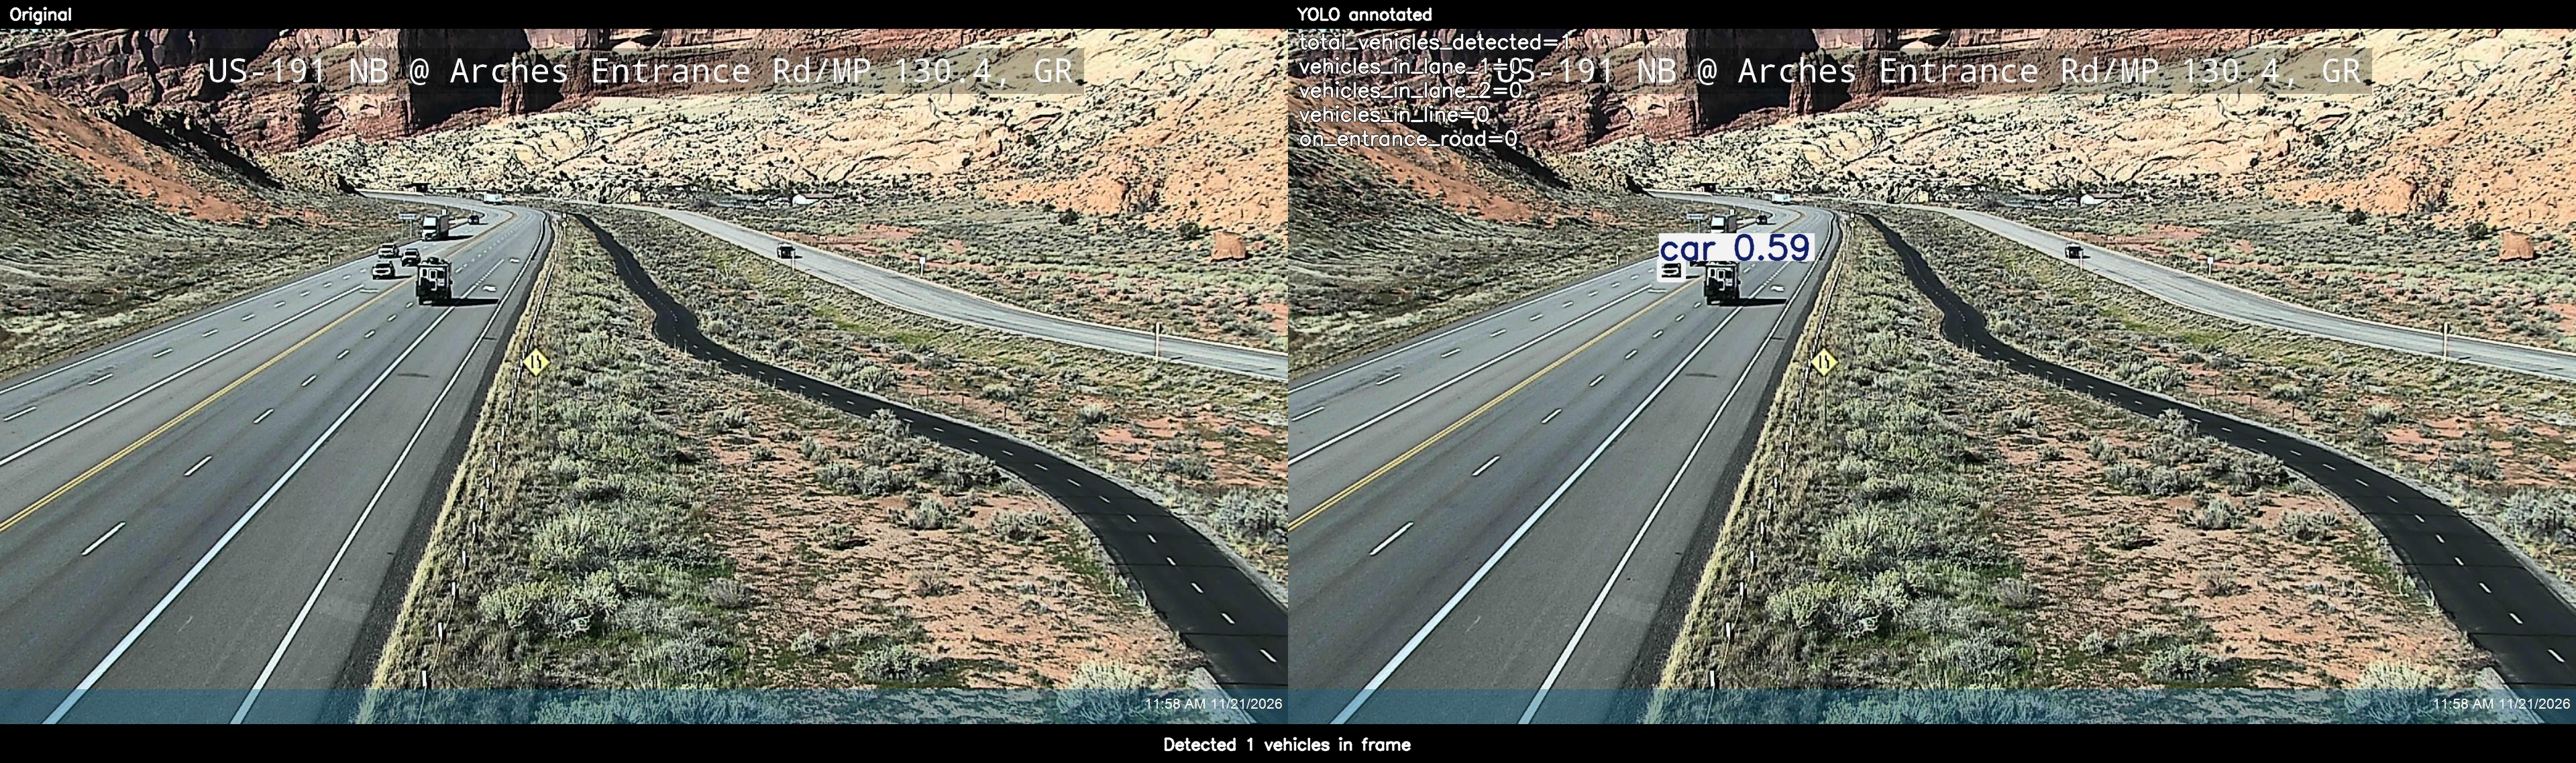 Original
US-191 NB @ Arches Entrance Rd/MP 130.4, GR
11:58 AM 11/21/2026
YOLO annotated
total_vehicles_detected=1
vehicles_in_lane_1=0
US-191 NB @ Arches Entrance Rd/MP 130.4, GR
vehicles_in_lane_2=0
vehicles_in_line=0
on_entrance_road=0
car 0.59
11:58 AM 11/21/2026
Detected 1 vehicles in frame